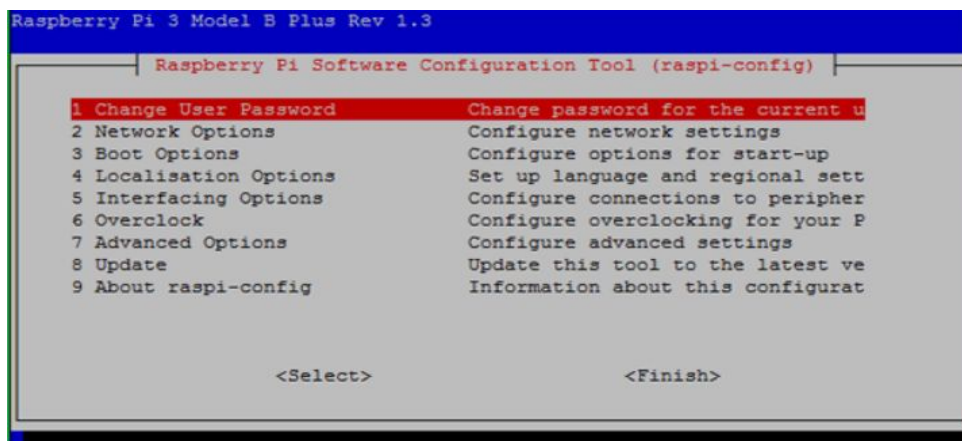 Raspberry Pi 3 Model B Plus Rev 1.3
Raspberry Pi Software Configuration Tool (raspi-config)
1 Change User Password Change password for the current u
2 Network Options Configure network settings
3 Boot Options Configure options for start-up
4 Localisation Options Set up language and regional sett
5 Interfacing Options Configure connections to peripher
6 Overclock Configure overclocking for your P
7 Advanced Options Configure advanced settings
8 Update Update this tool to the latest ve
9 About raspi-config Information about this configurat
<Select> <Finish>